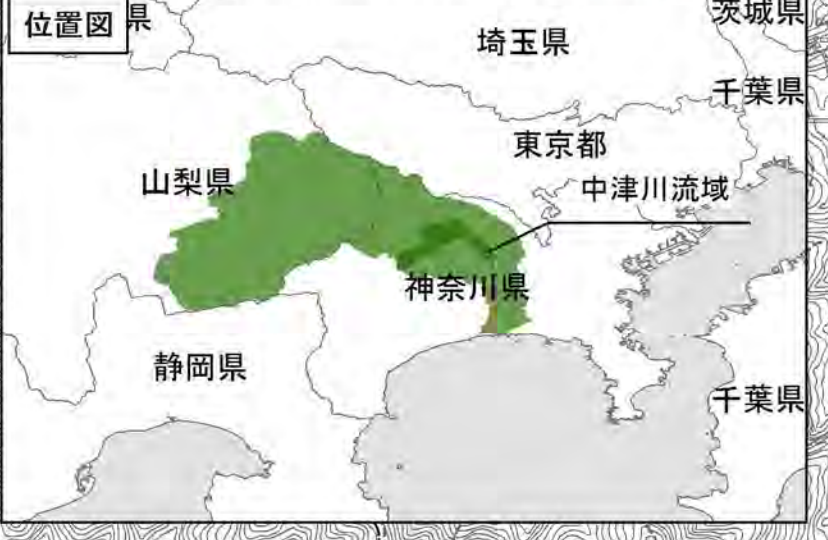 位置図
県
茨城県
埼玉県
千葉県
東京都
山梨県
中津川流域
神奈川県
静岡県
千葉県